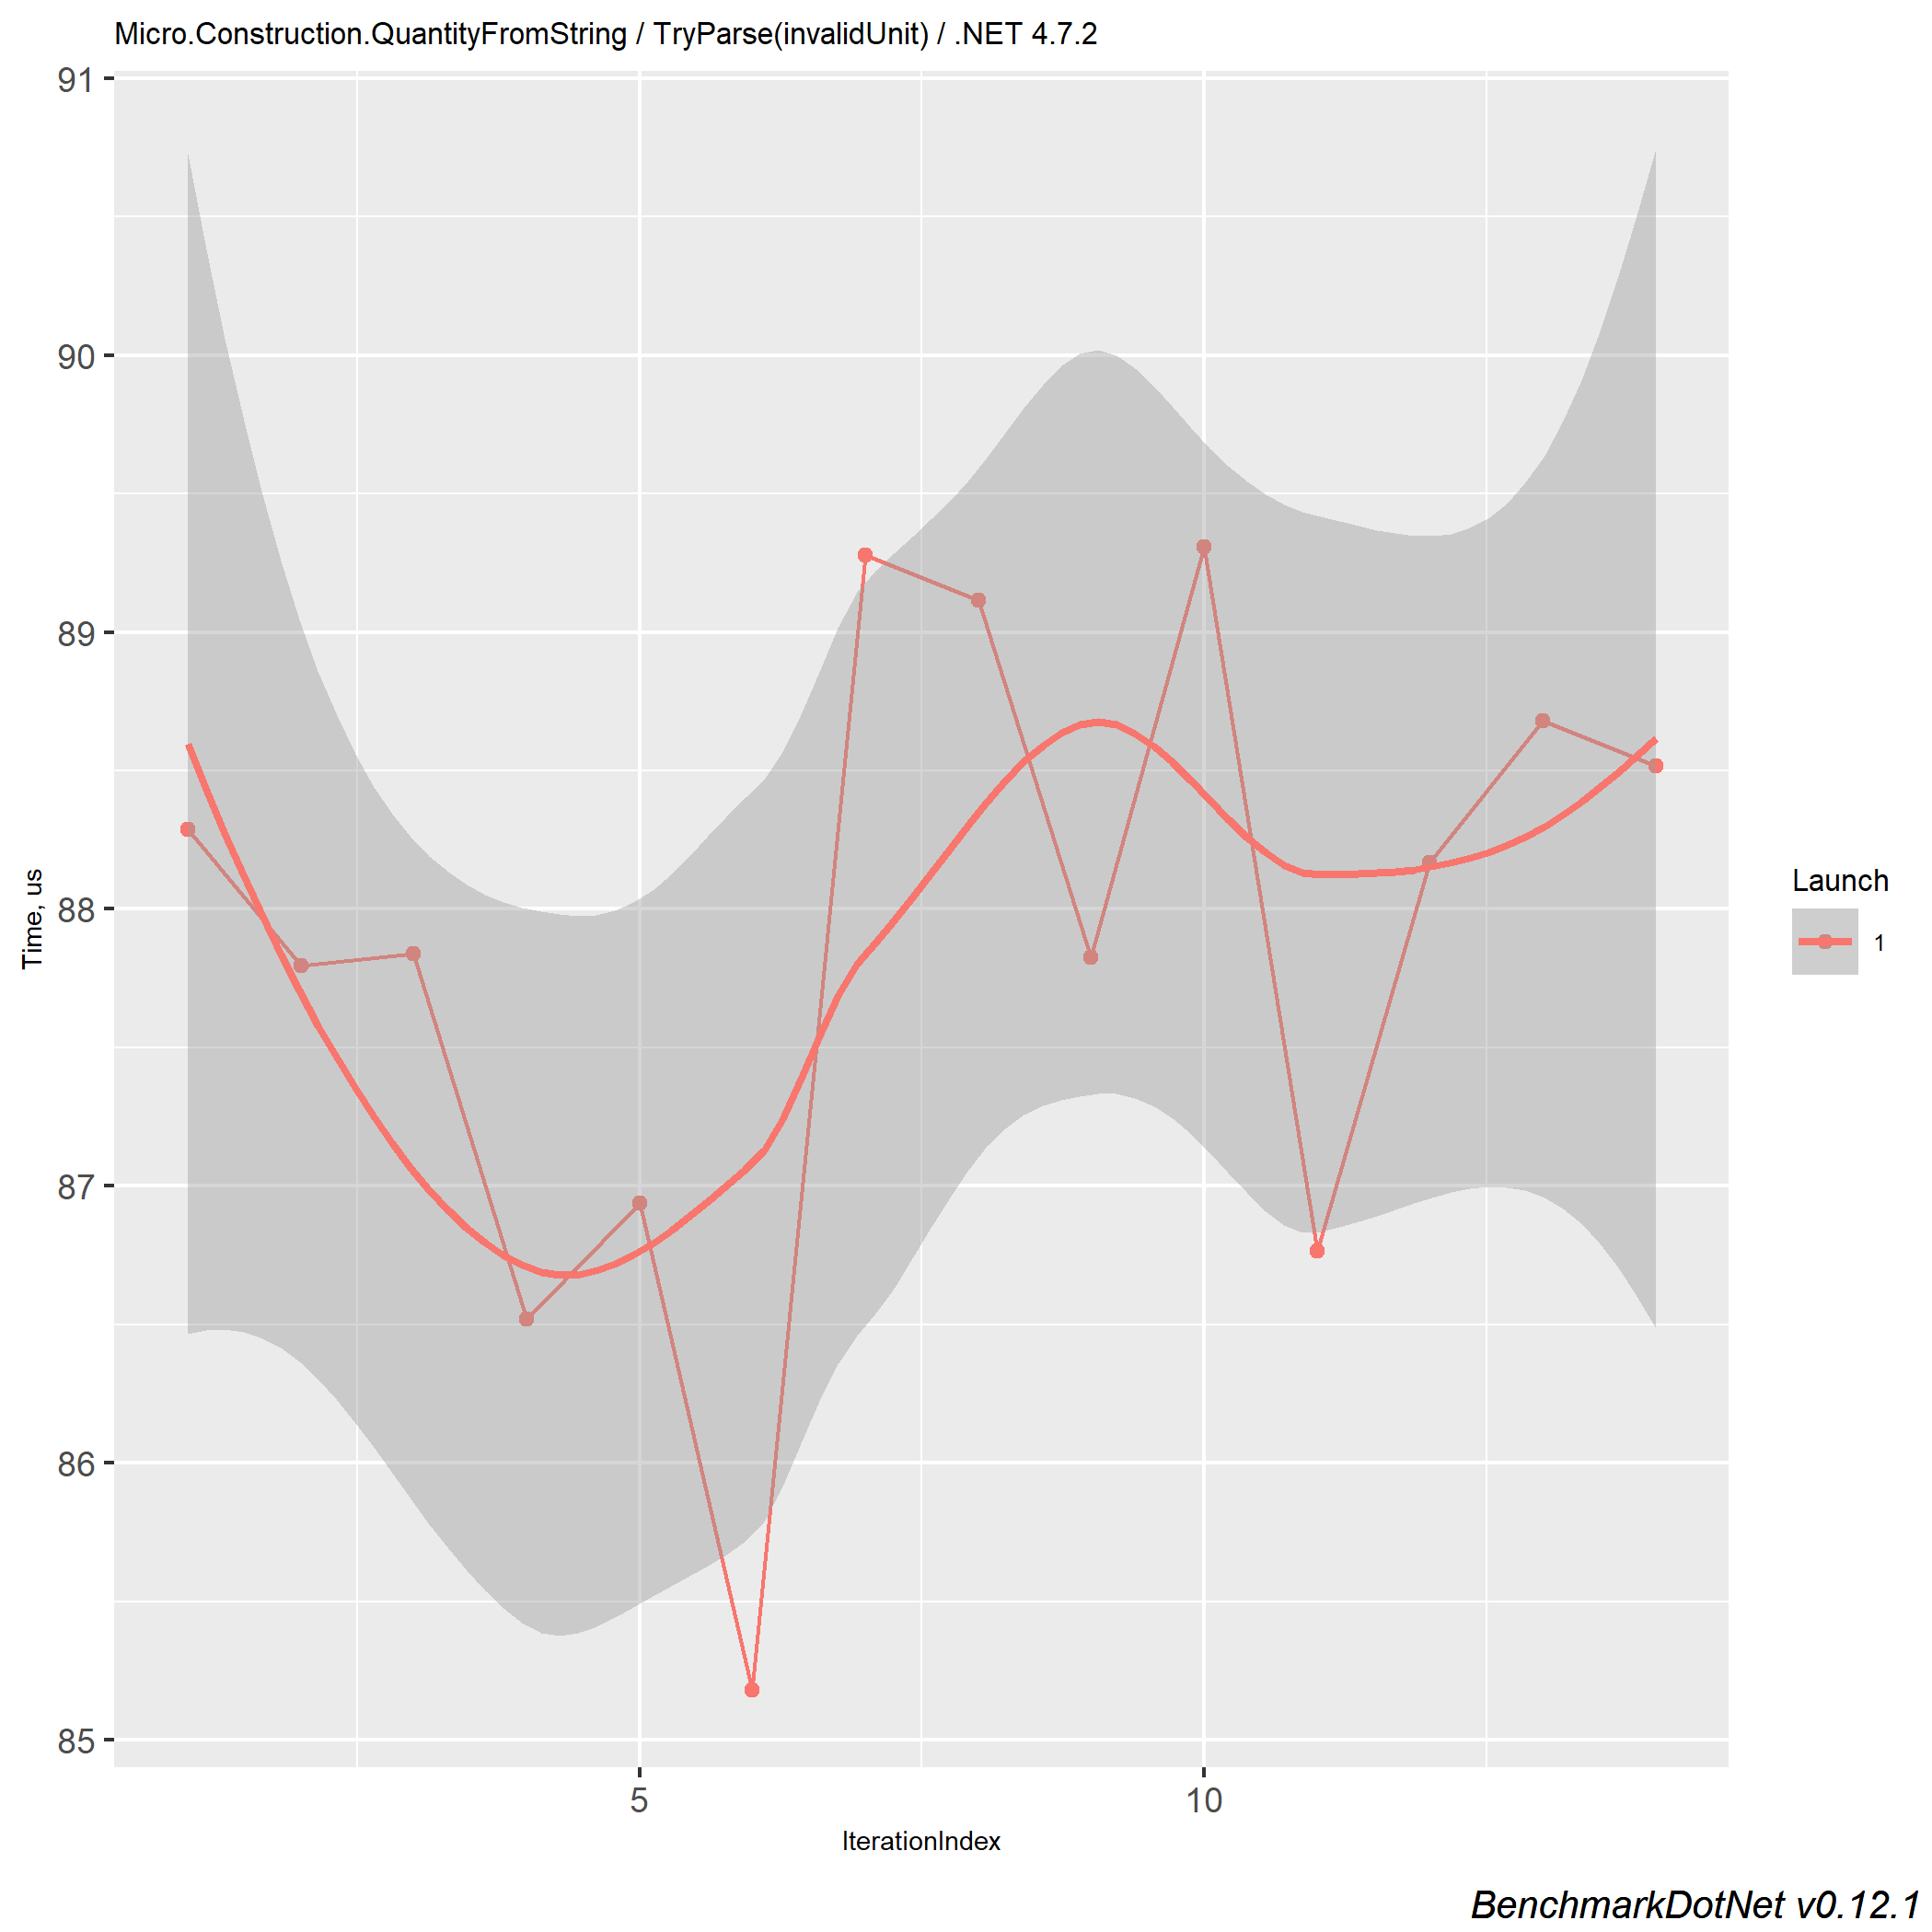 Micro.Construction.QuantityFromString / TryParse(invalidUnit) / .NET 4.7.2
91
90
89
88
87
86
85
Time, us
5
10
IterationIndex
Launch
1
BenchmarkDotNet v0.12.1